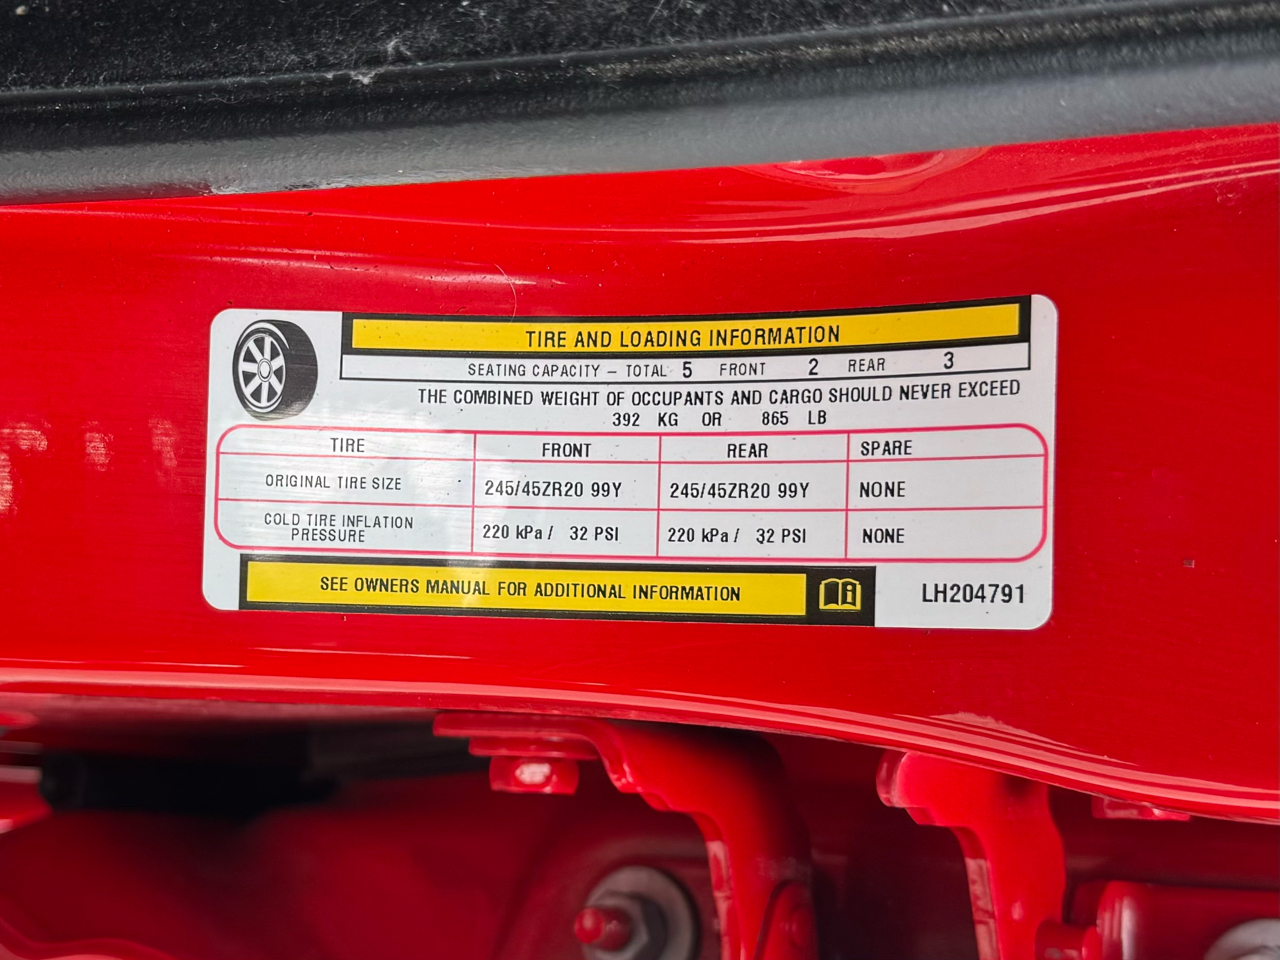 TIRE AND LOADING INFORMATION
SEATING CAPACITY – TOTAL 5 FRONT 2 REAR 3
THE COMBINED WEIGHT OF OCCUPANTS AND CARGO SHOULD NEVER EXCEED
392 KG OR 865 LB
TIRE FRONT REAR SPARE
ORIGINAL TIRE SIZE 245/45ZR20 99Y 245/45ZR20 99Y NONE
COLD TIRE INFLATION
PRESSURE 220 kPa / 32 PSI 220 kPa / 32 PSI NONE
SEE OWNERS MANUAL FOR ADDITIONAL INFORMATION
LH204791